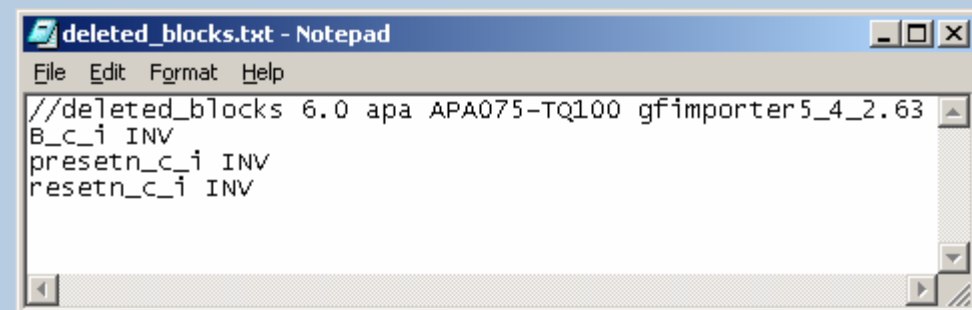 deleted_blocks.txt - Notepad
File Edit Format Help
//deleted_blocks 6.0 apa APA075-TQ100 gfimporter5_4_2.63
B_c_i INV
presetn_c_i INV
resetn_c_i INV